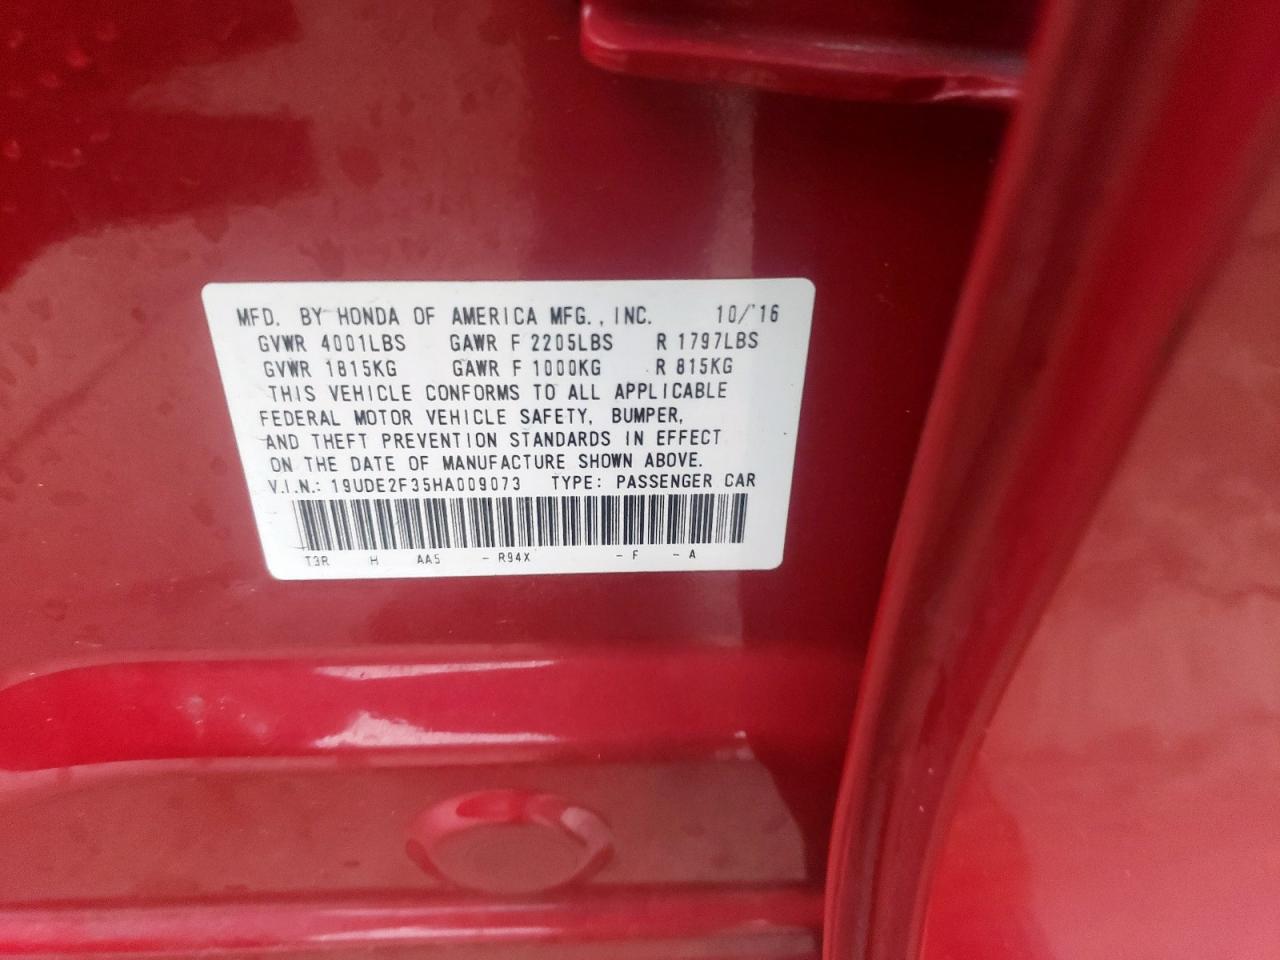 MFD. BY HONDA OF AMERICA MFG., INC. 10/'16
GVWR 4001LBS GAWR F 2205LBS R 1797LBS
GVWR 1815KG GAWR F 1000KG R 815KG
THIS VEHICLE CONFORMS TO ALL APPLICABLE
FEDERAL MOTOR VEHICLE SAFETY, BUMPER,
AND THEFT PREVENTION STANDARDS IN EFFECT
ON THE DATE OF MANUFACTURE SHOWN ABOVE.
V.I.N.: 19UDE2F35HA009073 TYPE: PASSENGER CAR
T3R H AA5 - R94X - F - A